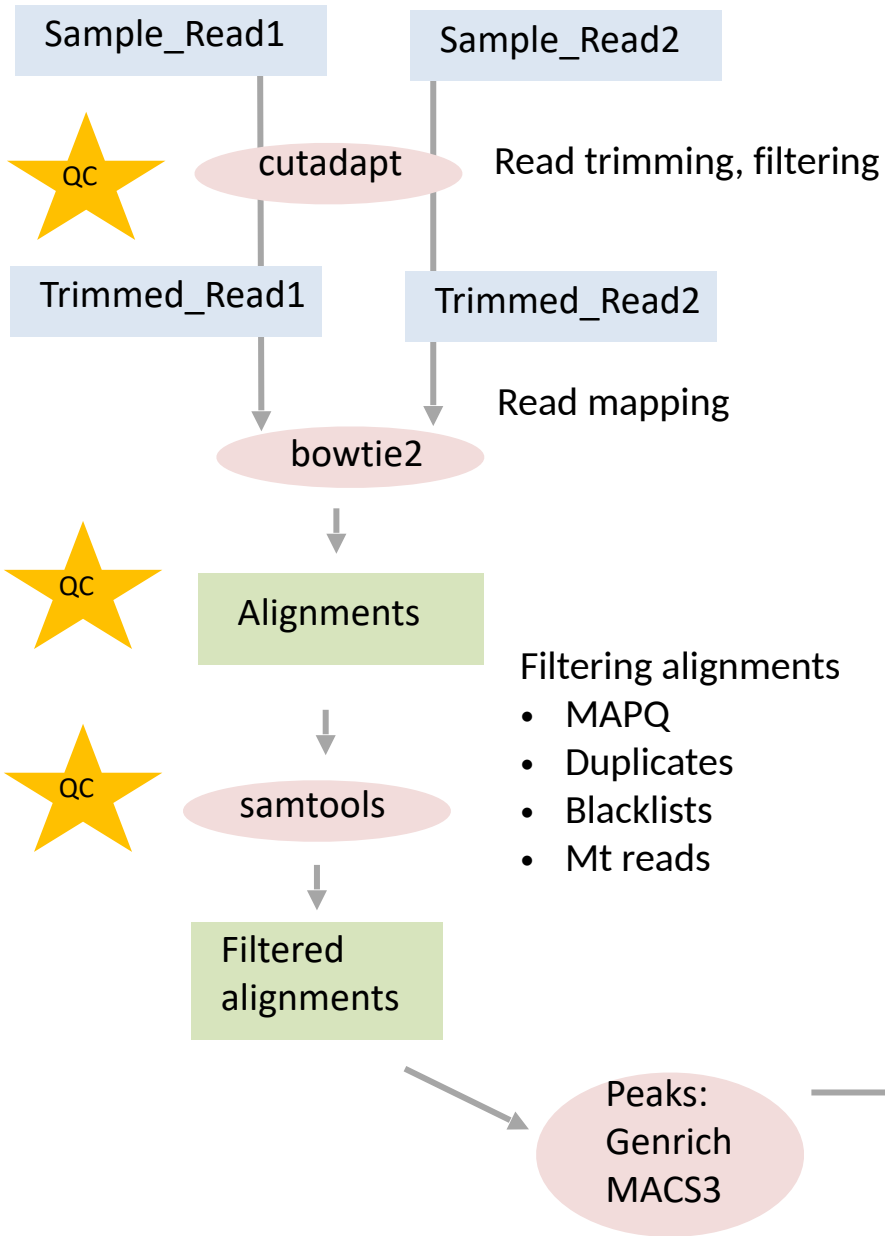 Sample_Read1
Sample_Read2
QC
cutadapt
Read trimming, filtering
Trimmed_Read1
Trimmed_Read2
Read mapping
bowtie2
QC
Alignments
Filtering alignments
• MAPQ
• Duplicates
• Blacklists
• Mt reads
QC
samtools
Filtered
alignments
Peaks:
Genrich
MACS3